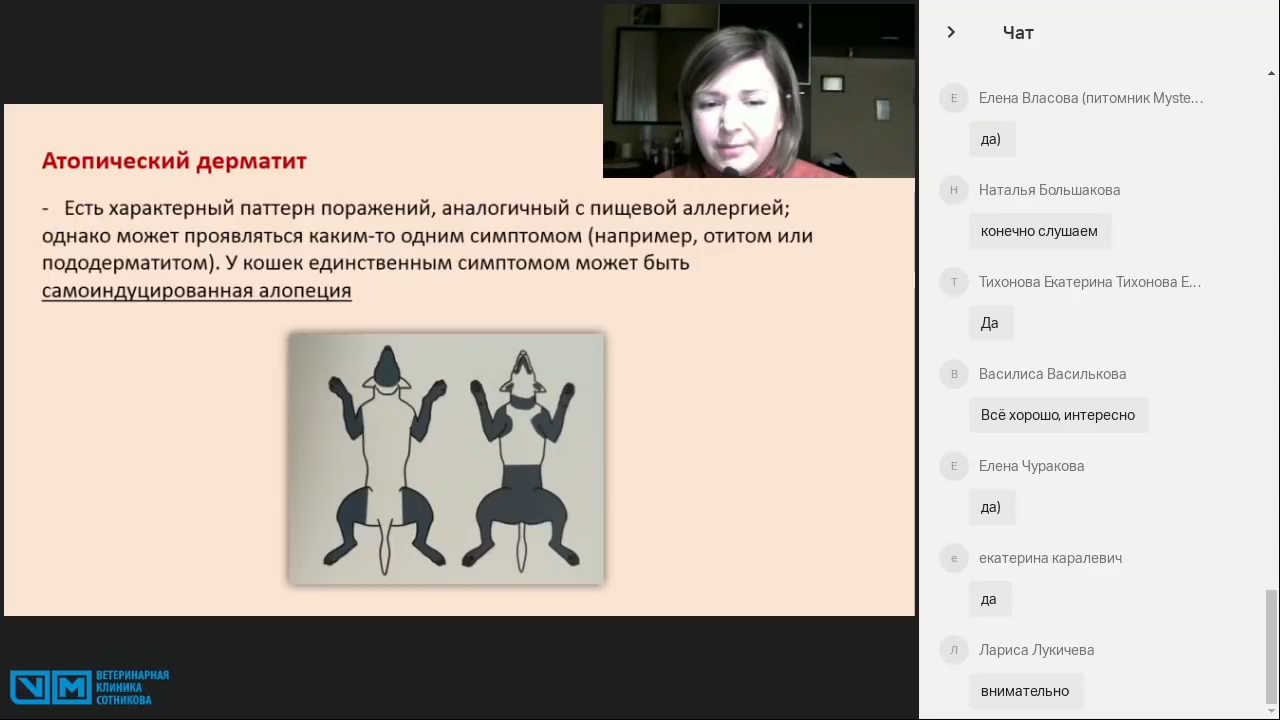 Атопический дерматит
- Есть характерный паттерн поражений, аналогичный с пищевой аллергией;
однако может проявляться каким-то одним симптомом (например, отитом или
пододерматитом). У кошек единственным симптомом может быть
самоиндуцированная алопеция
VM
ВЕТЕРИНАРНАЯ
КЛИНИКА
СОТНИКОВА
Чат
Е
Елена Власова (питомник Myste...
да)
Н
Наталья Большакова
конечно слушаем
Т
Тихонова Екатерина Тихонова Е...
Да
В
Василиса Василькова
Всё хорошо, интересно
Е
Елена Чуракова
да)
е
екатерина каралевич
да
Л
Лариса Лукичева
внимательно